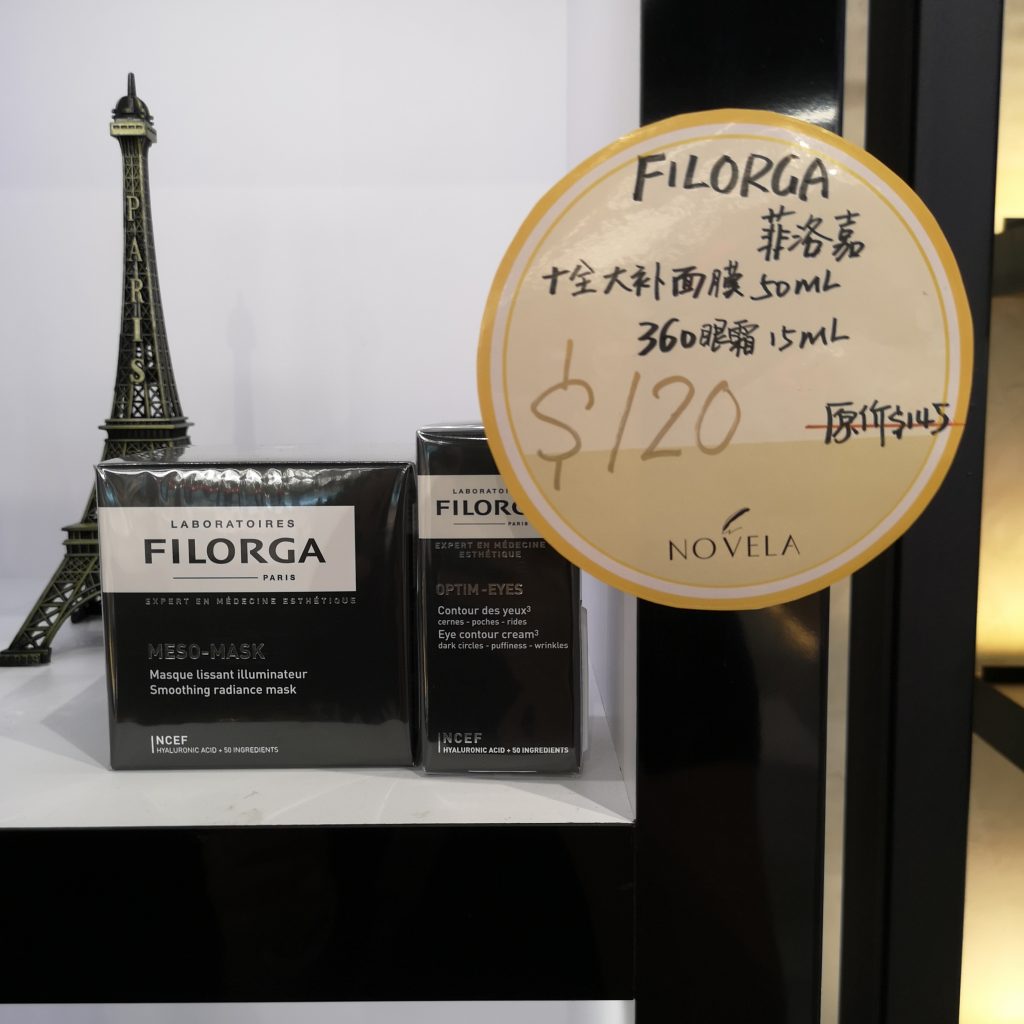 PARIS
LABORATOIRES
FILORGA
PARIS
EXPERT EN MÉDECINE ESTHÉTIQUE
MESO-MASK
Masque lissant illuminateur
Smoothing radiance mask
NCEF
HYALURONIC ACID + 50 INGREDIENTS
LABORATOI
FILORG
PARIS
EXPERT EN MÉDECINE
ESTHÉTIQUE
OPTIM-EYES
Contour des yeux³
cernes - poches - rides
Eye contour cream³
dark circles - puffiness - wrinkles
NCEF
HYALURONIC ACID + 50 INGREDIENTS
FILORGA
菲洛嘉
十全大补面膜 50mL
360眼霜 15mL
$120
原价$145
NOVELA